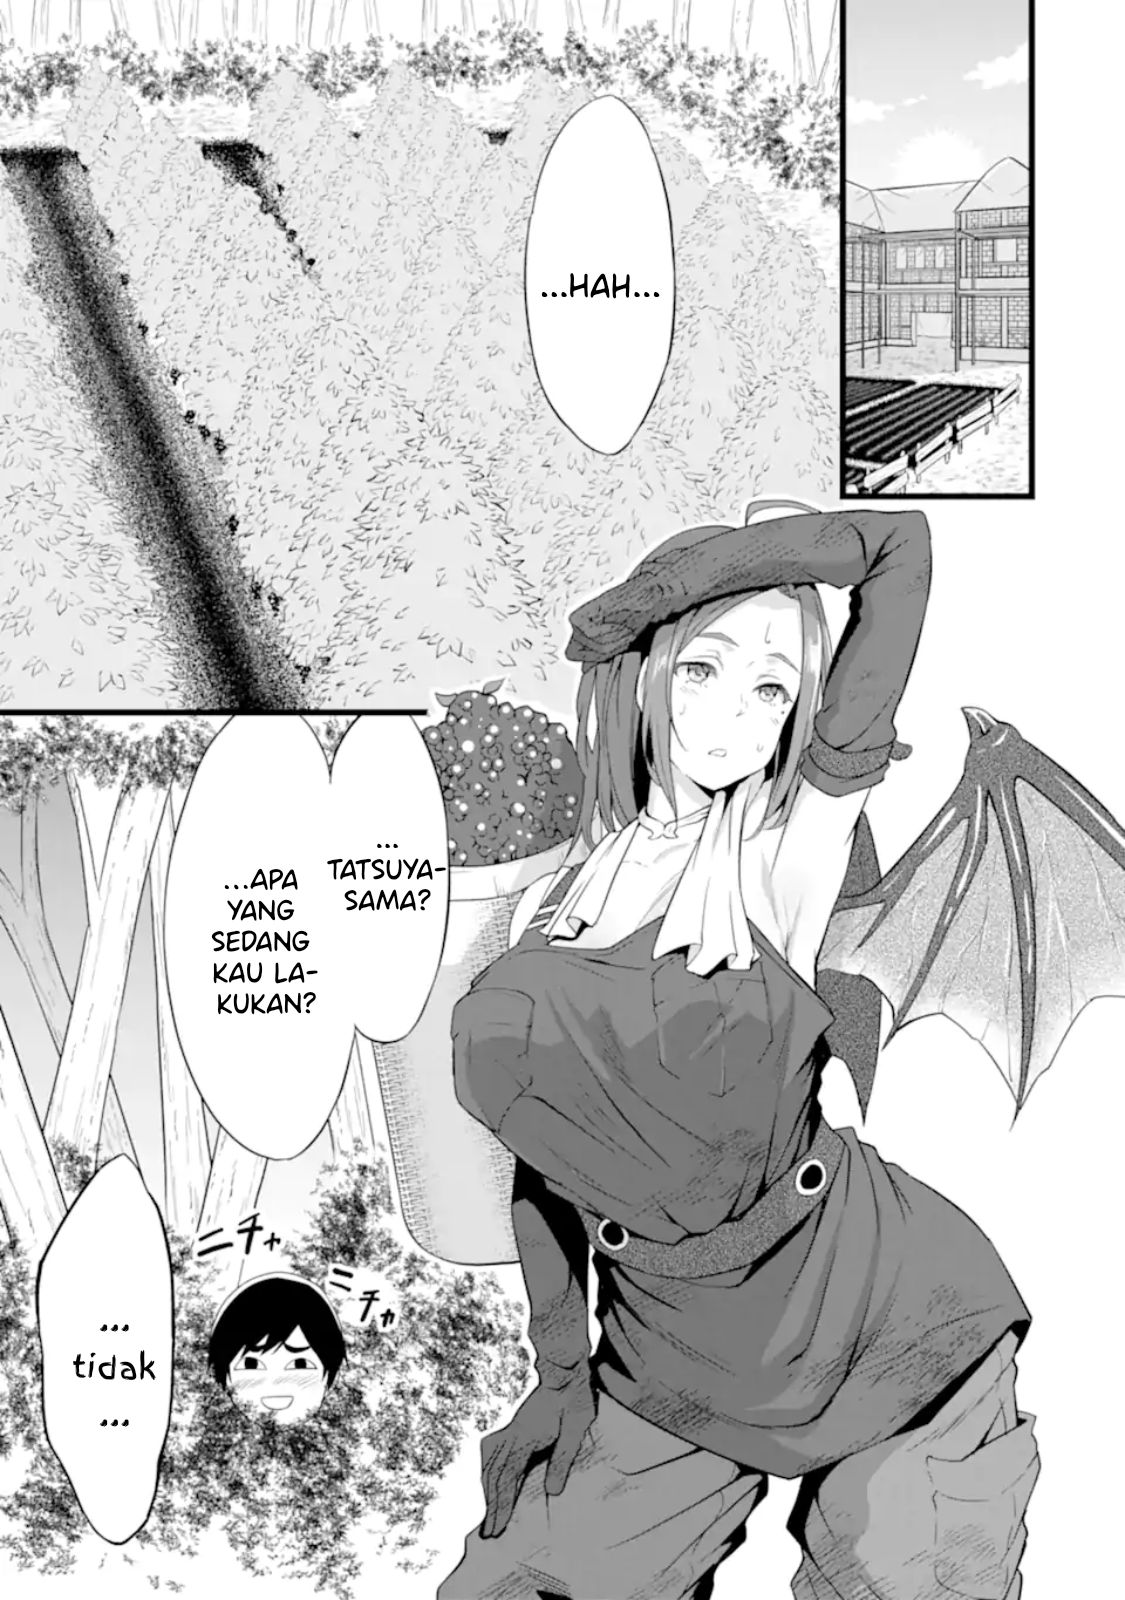 ...HAH...
...
TATSUYA-
SAMA?
...APA
YANG
SEDANG
KAU LA-
KUKAN?
ニチャ
ニチャ
...
tidak
...